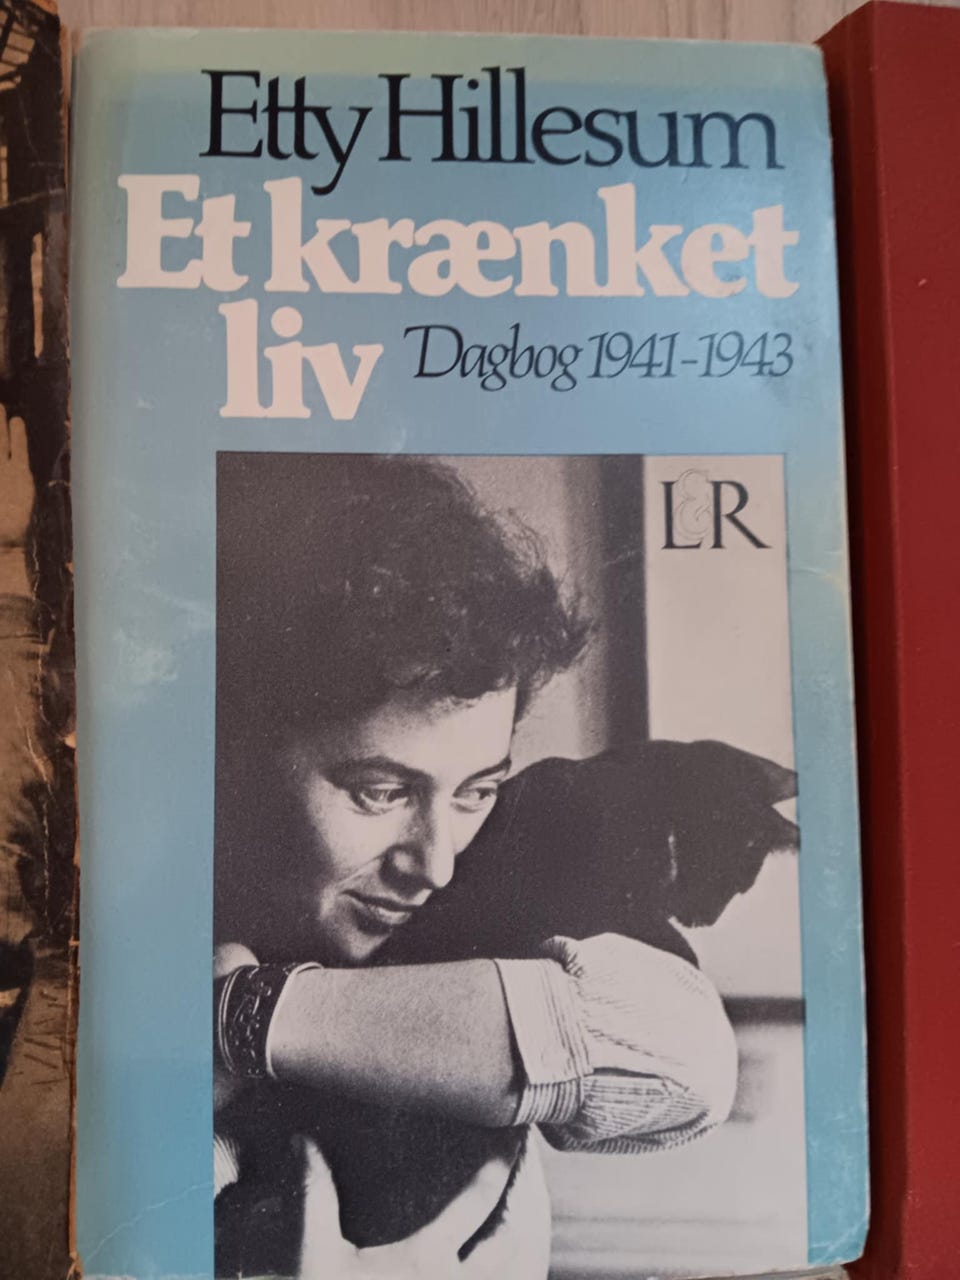 Etty Hillesum
Et krænket
liv
Dagbog 1941-1943
L&R